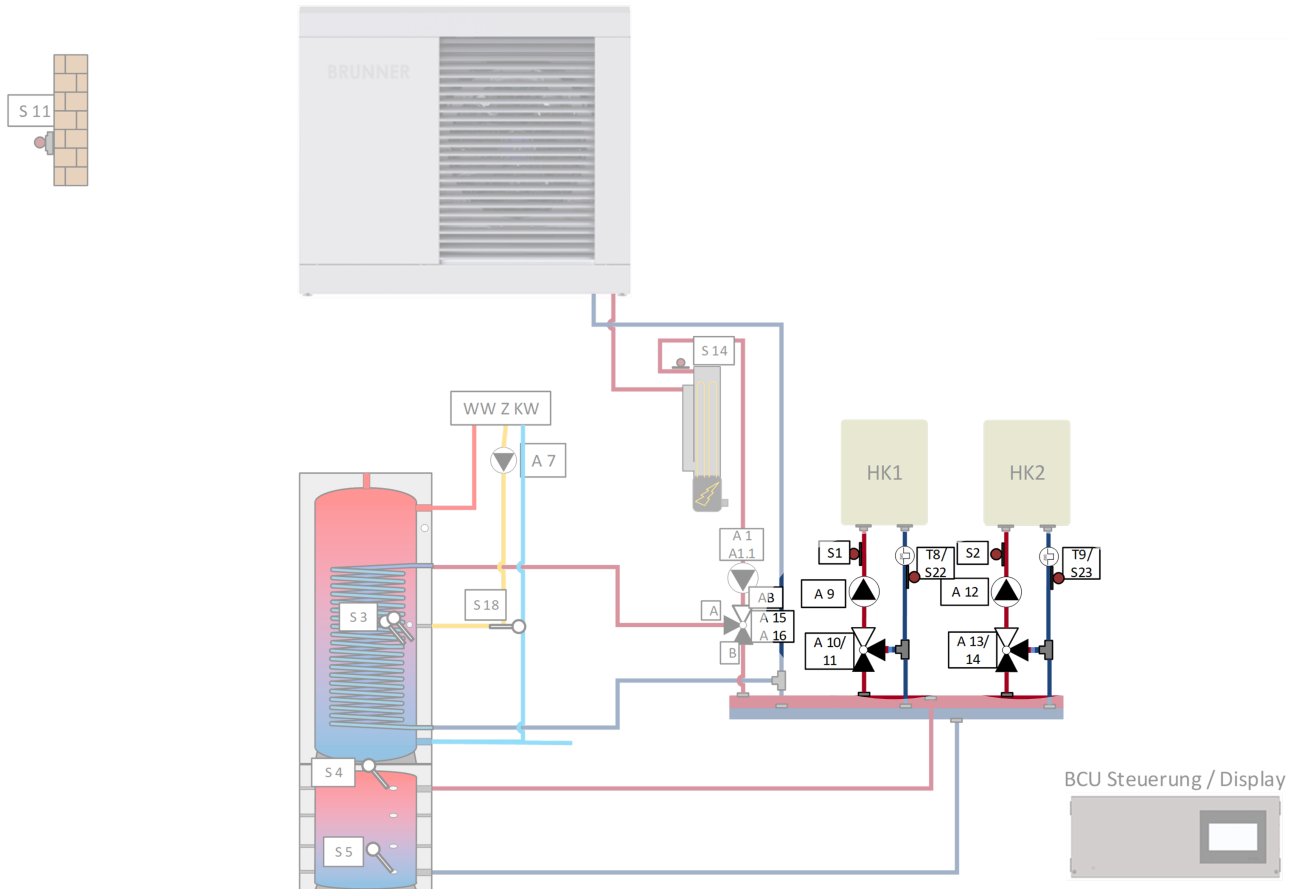 BRUNNER
S 11
S 14
WW Z KW
A 7
HK1
HK2
A 1
A1.1
S1
T8/
S22
S2
T9/
S23
A 9
A 12
S 18
A
AB
A 15
A 16
B
S 3
A 10/
11
A 13/
14
S 4
S 5
BCU Steuerung / Display